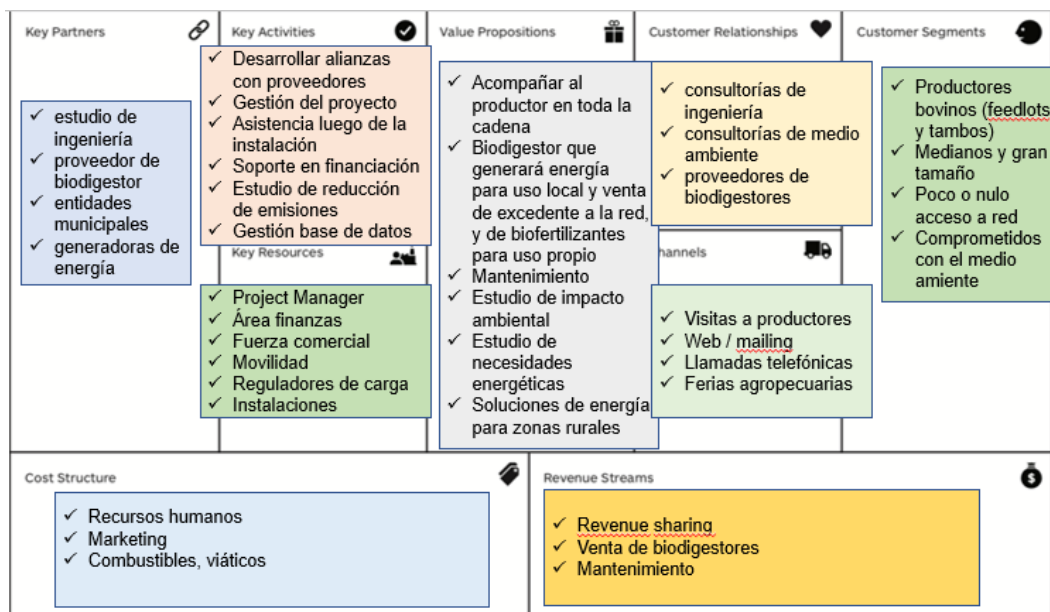 Key Partners
estudio de
ingeniería
proveedor de
biodigestor
entidades
municipales
generadoras de
energía
Key Activities
Desarrollar alianzas
con proveedores
Gestión del proyecto
Asistencia luego de la
instalación
Soporte en financiación
Estudio de reducción
de emisiones
Gestión base de datos
Key Resources
Project Manager
Área finanzas
Fuerza comercial
Movilidad
Reguladores de carga
Instalaciones
Value Propositions
Acompañar al
productor en toda la
cadena
Biodigestor que
generará energía
para uso local y venta
de excedente a la red,
y de biofertilizantes
para uso propio
Mantenimiento
Estudio de impacto
ambiental
Estudio de
necesidades
energéticas
Soluciones de energía
para zonas rurales
Customer Relationships
consultorías de
ingeniería
consultorías de medio
ambiente
proveedores de
biodigestores
hannels
Visitas a productores
Web / mailing
Llamadas telefónicas
Ferias agropecuarias
Customer Segments
Productores
bovinos (feedlots
y tambos)
Medianos y gran
tamaño
Poco o nulo
acceso a red
Comprometidos
con el medio
amiente
Cost Structure
Recursos humanos
Marketing
Combustibles, viáticos
Revenue Streams
Revenue sharing
Venta de biodigestores
Mantenimiento